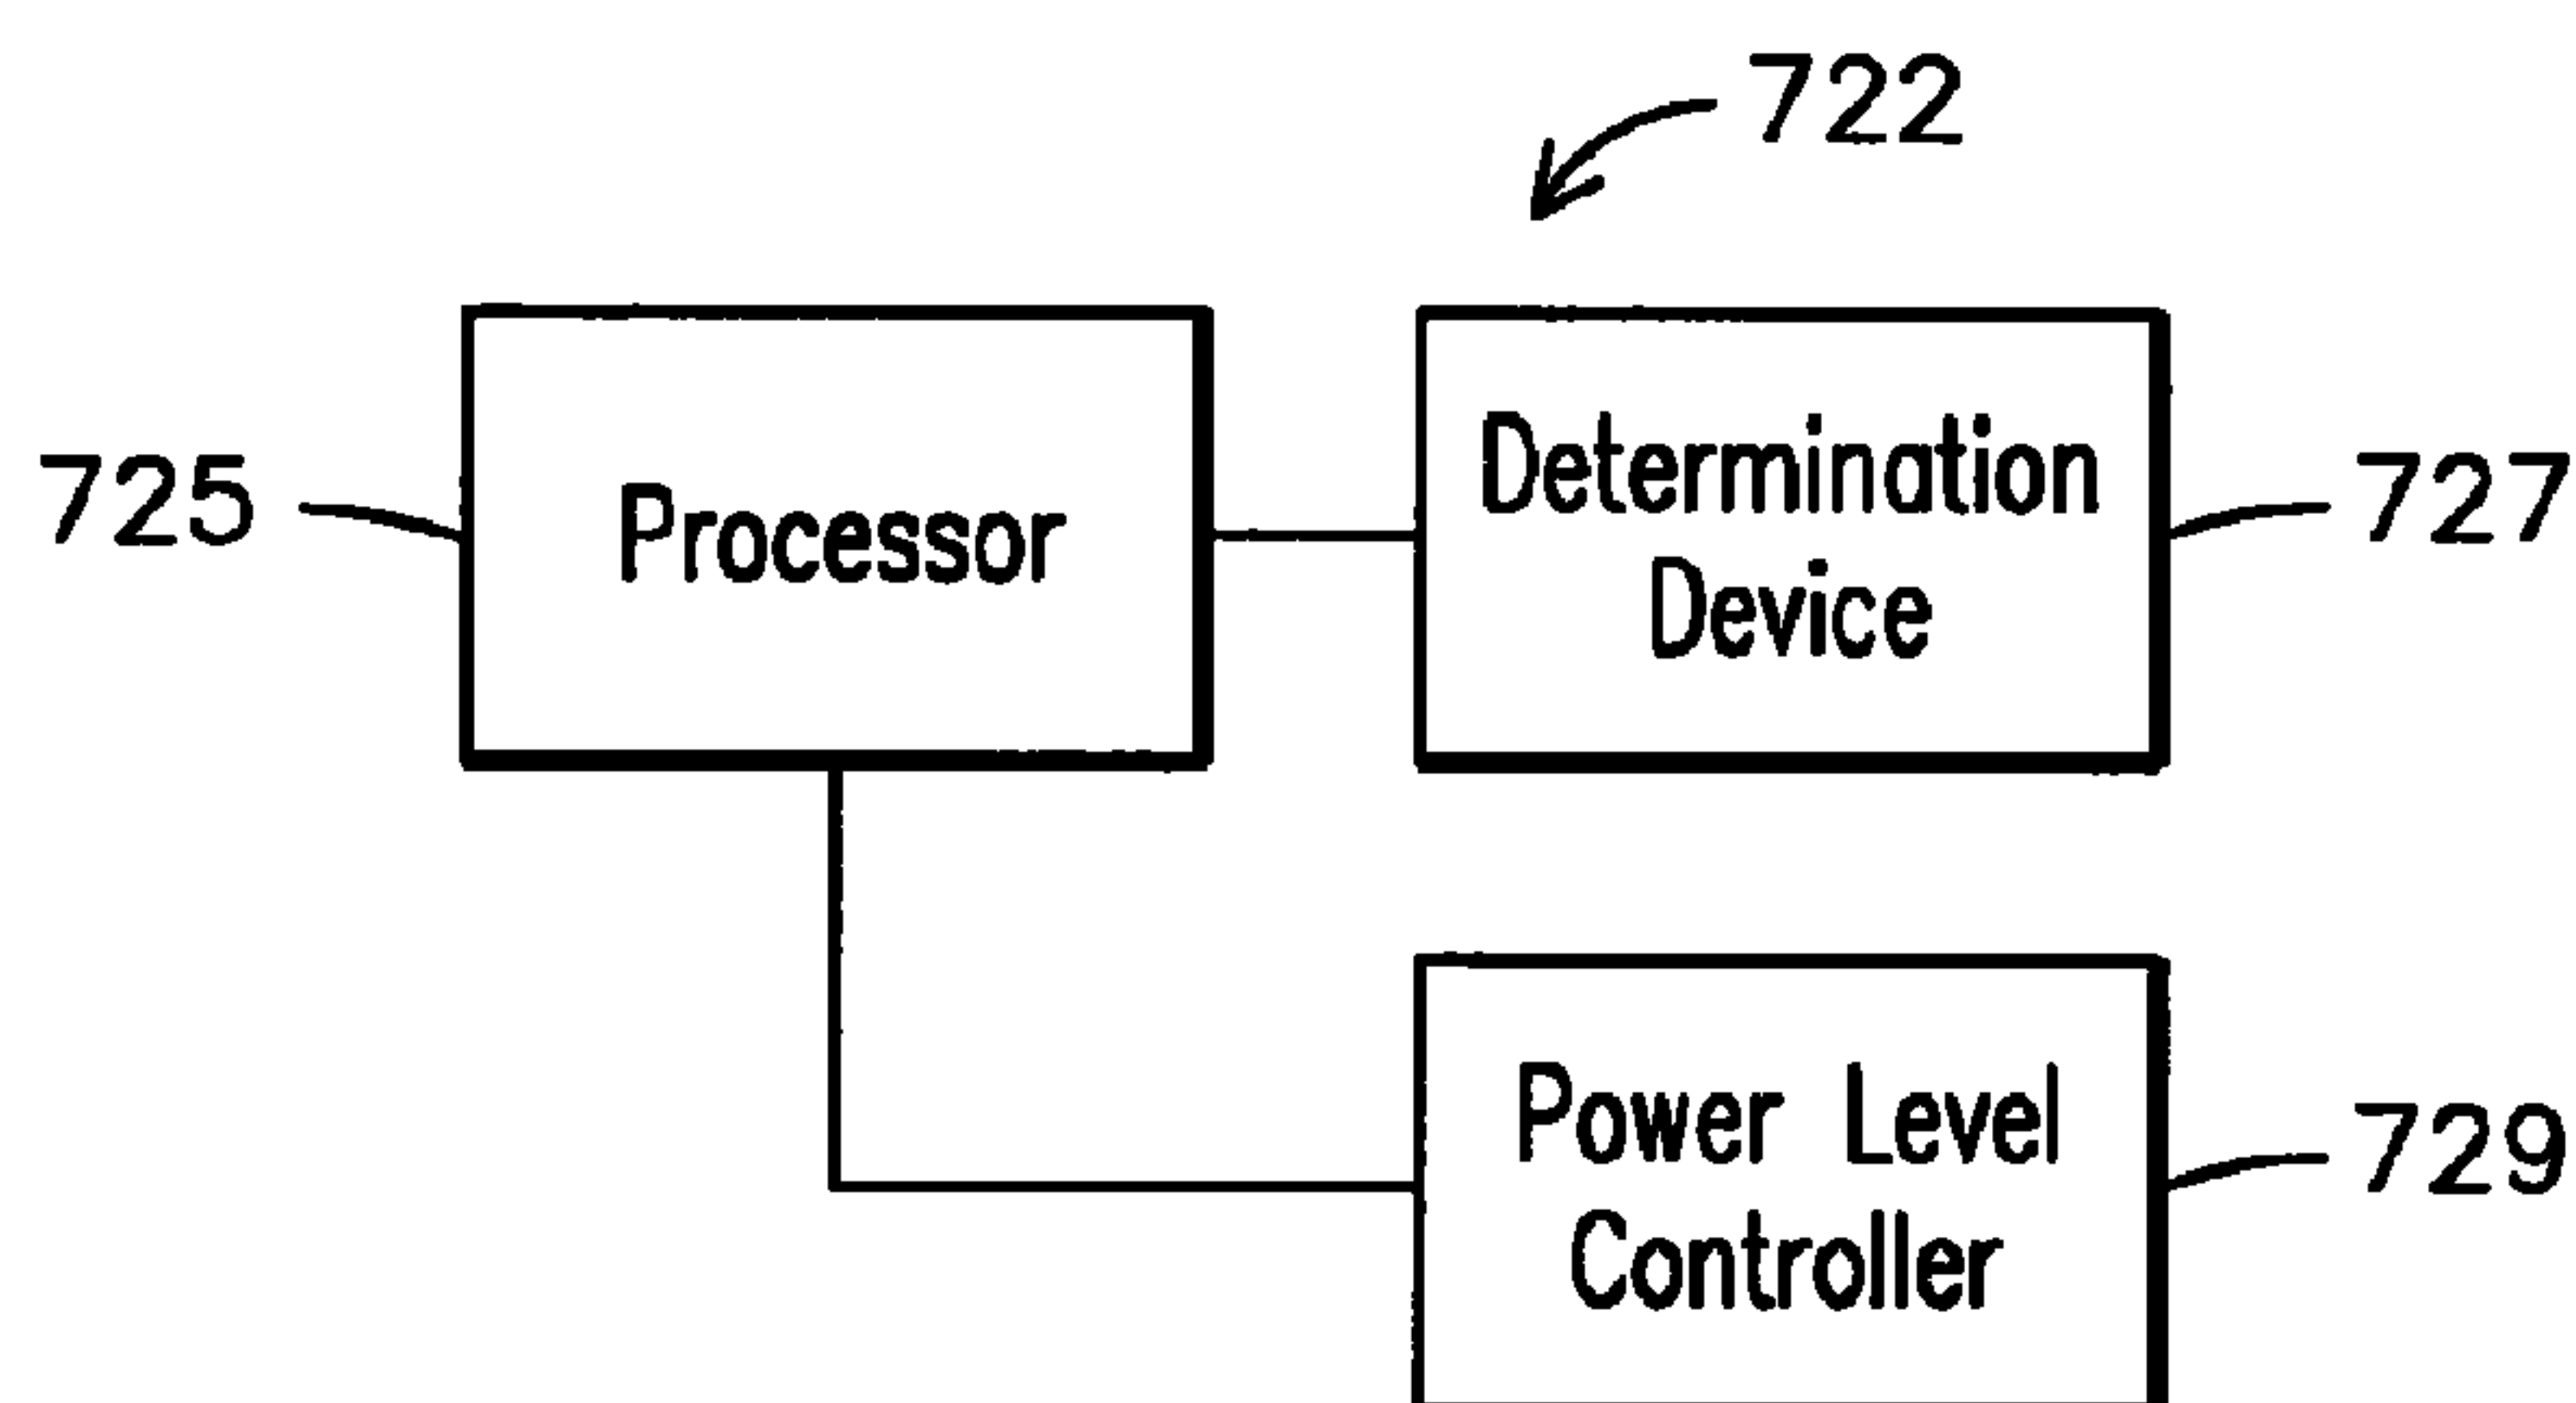 722
725
Processor
Determination
Device
727
Power Level
Controller
729